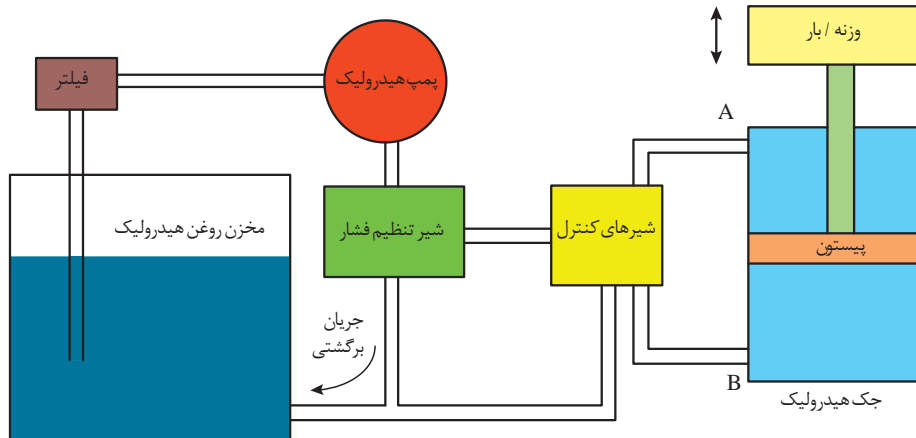 وزنه / بار
پمپ هیدرولیک
فیلتر
A
شیرهای کنترل
شیر تنظیم فشار
مخزن روغن هیدرولیک
پیستون
جریان
برگشتی
B
جک هیدرولیک